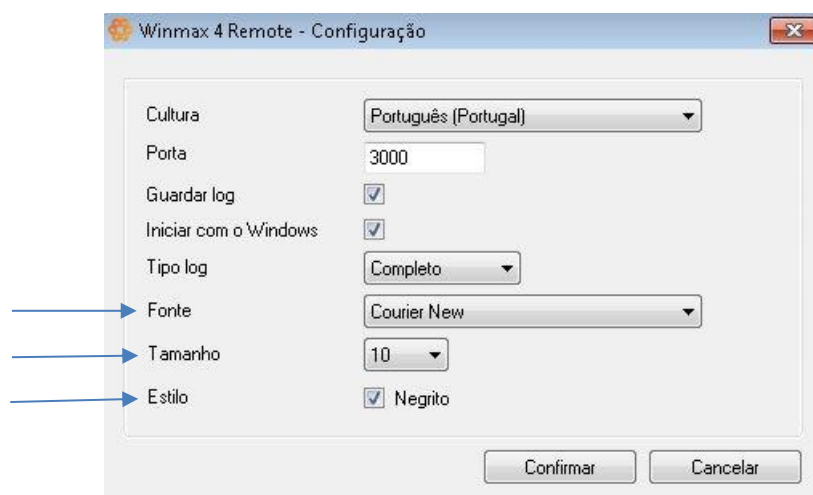 Winmax 4 Remote - Configuração
Cultura Português (Portugal)
Porta 3000
Guardar log
Iniciar com o Windows
Tipo log Completo
Fonte Courier New
Tamanho 10
Estilo Negrito
Confirmar Cancelar